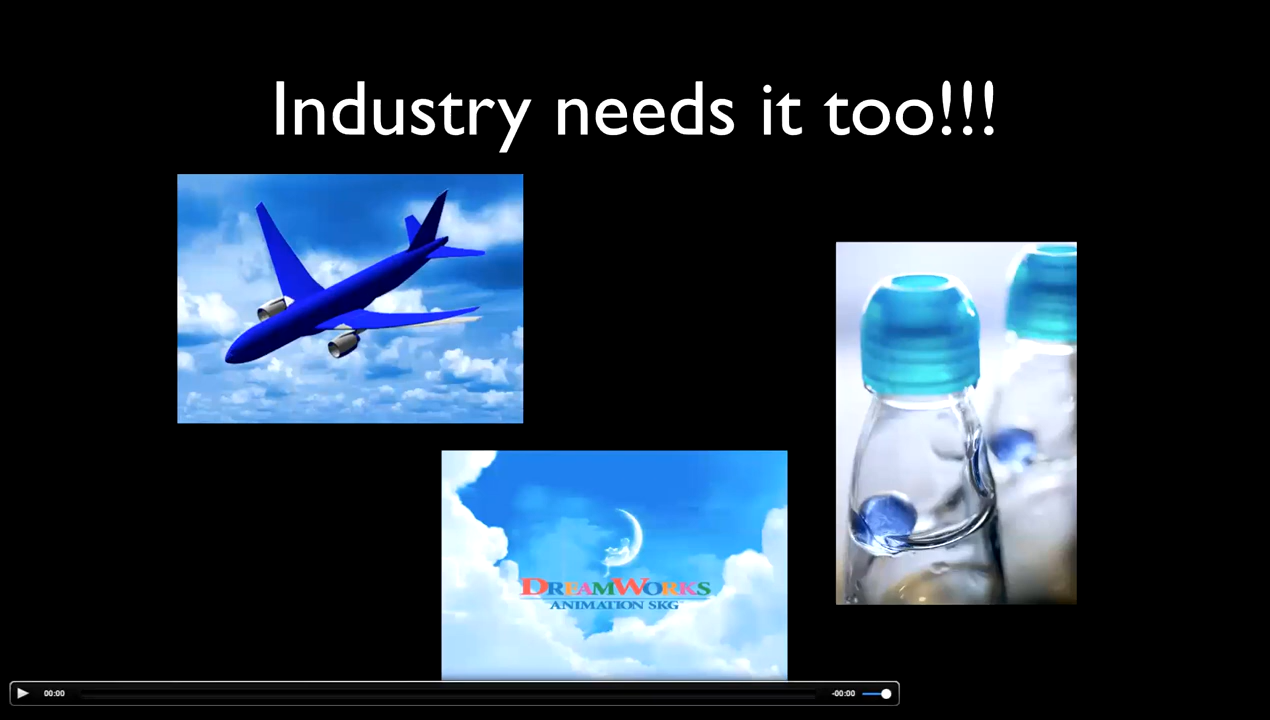 Industry needs it too!!!
DREAMWORKS
ANIMATION SKG
00:00
-00:00